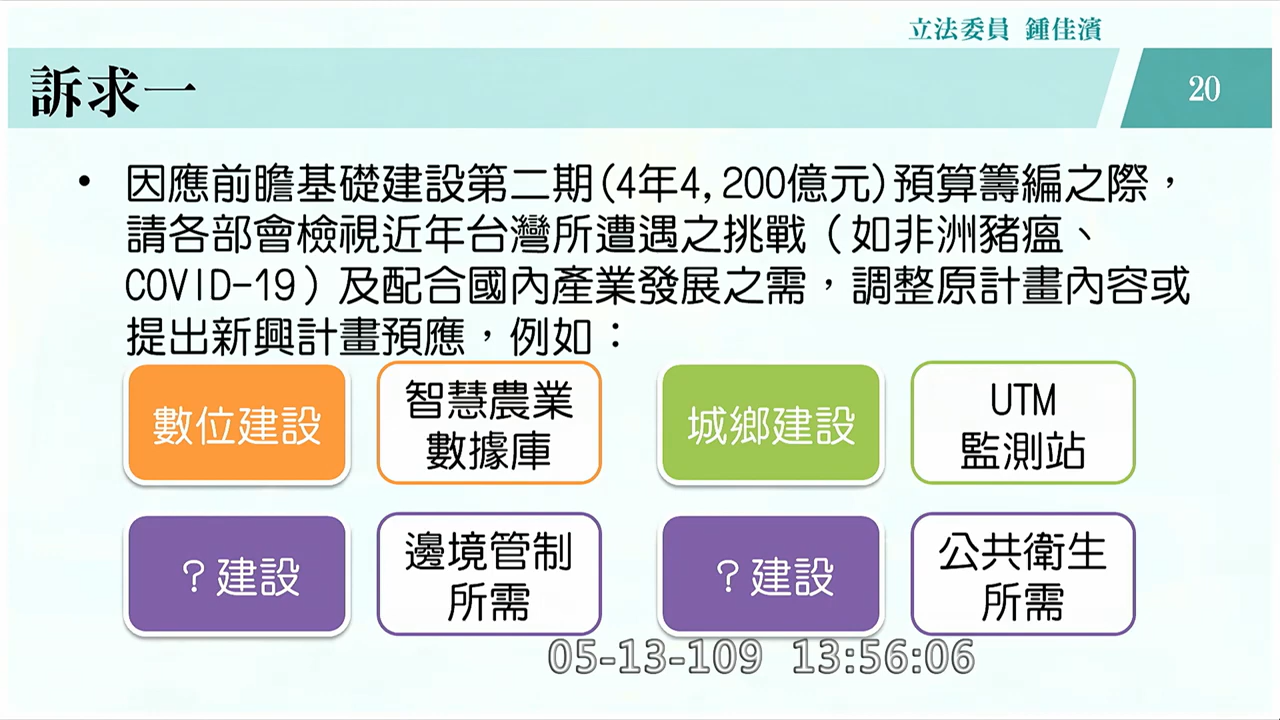 立法委員 鍾佳濱
訴求一
20
• 因應前瞻基礎建設第二期(4年4,200億元)預算籌編之際，
請各部會檢視近年台灣所遭遇之挑戰（如非洲豬瘟、
COVID-19）及配合國內產業發展之需，調整原計畫內容或
提出新興計畫預應，例如：
數位建設
智慧農業
數據庫
城鄉建設
UTM
監測站
？建設
邊境管制
所需
？建設
公共衛生
所需
05-13-109 13:56:06